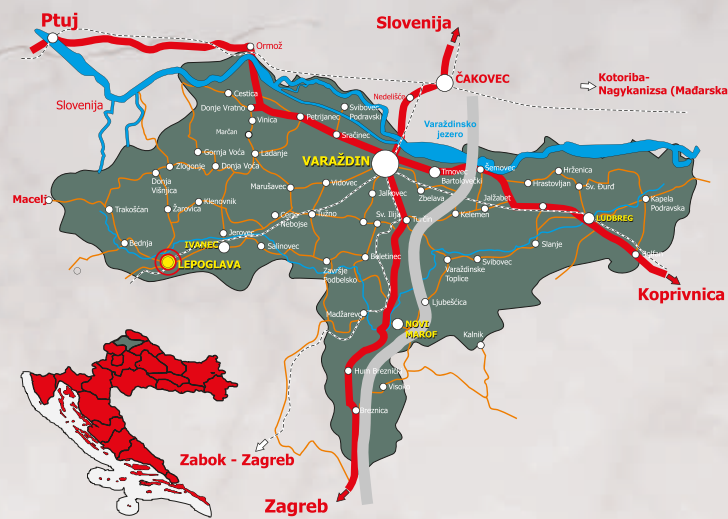 Ptuj
Slovenija
Ormož
ČAKOVEC
Kotoriba-
Nagykanizsa (Mađarska
Slovenija
Cestica
Nedelišće
Donje Vratno
Petrijanec
Svibovec
Podravski
Vinica
Varaždinsko
jezero
Marčan
Sračinec
Gornja Voća
Ladanje
VARAŽDIN
Zlogonje
Donja Voća
Trnovec
Bartolovečki
Šemovec
Hrženica
Donja
Višnjica
Maruševec
Vidovec
Hrastovljan
Sv. Đurđ
Macelj
Jalkovec
Zbelava
Jalžabet
Kapela
Podravska
Klenovnik
Trakošćan
Žarovica
Cerje
Nebojse
Tužno
Sv. Ilija
Turčin
Kelemen
LUDBREG
Jerovec
Bednja
IVANEC
Salinovec
Slanje
LEPOGLAVA
Beletinec
Završje
Podbelsko
Varaždinske
Toplice
Svibovec
Koprivnica
Ljubešćica
Madžarevo
NOVI
MAROF
Kalnik
Hum Breznički
Visoko
Breznica
Zabok - Zagreb
Zagreb